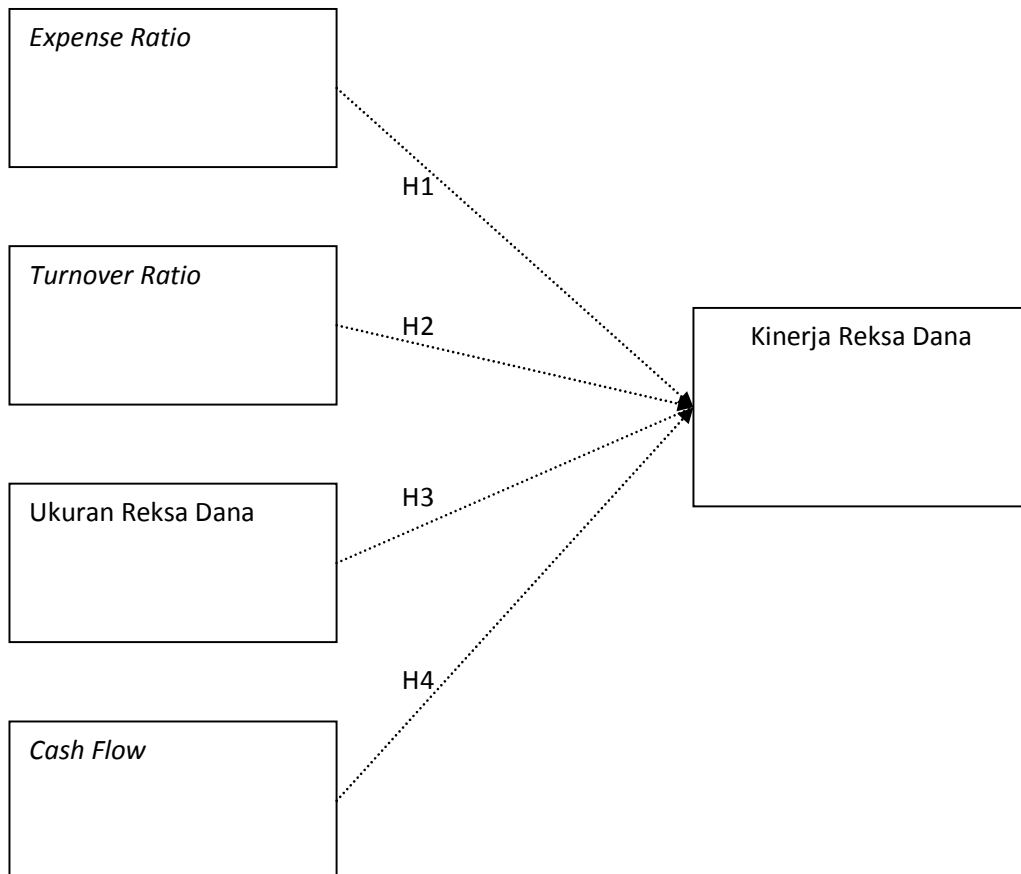 Expense Ratio
H1
Turnover Ratio
H2
Kinerja Reksa Dana
Ukuran Reksa Dana
H3
H4
Cash Flow